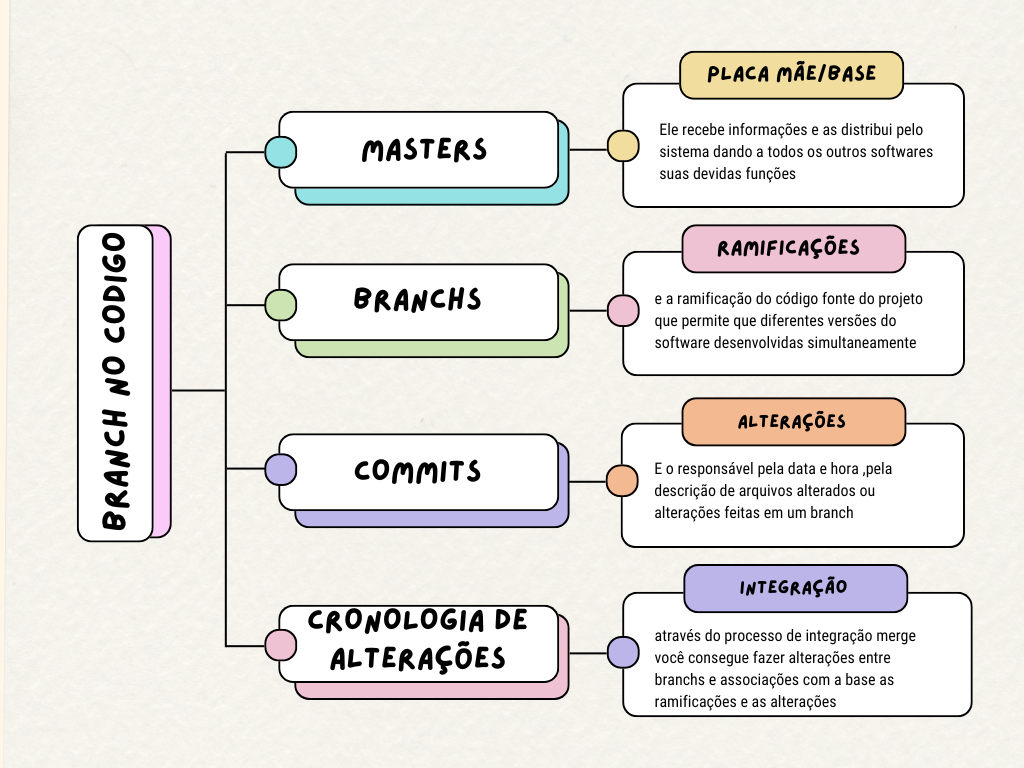 BRANCH NO CODIGO
MASTERS
PLACA MÃE/BASE
Ele recebe informações e as distribui pelo
sistema dando a todos os outros softwares
suas devidas funções
BRANCHS
RAMIFICAÇÕES
e a ramificação do código fonte do projeto
que permite que diferentes versões do
software desenvolvidas simultaneamente
COMMITS
ALTERAÇÕES
E o responsável pela data e hora ,pela
descrição de arquivos alterados ou
alterações feitas em um branch
CRONOLOGIA DE
ALTERAÇÕES
INTEGRAÇÃO
através do processo de integração merge
você consegue fazer alterações entre
branchs e associações com a base as
ramificações e as alterações